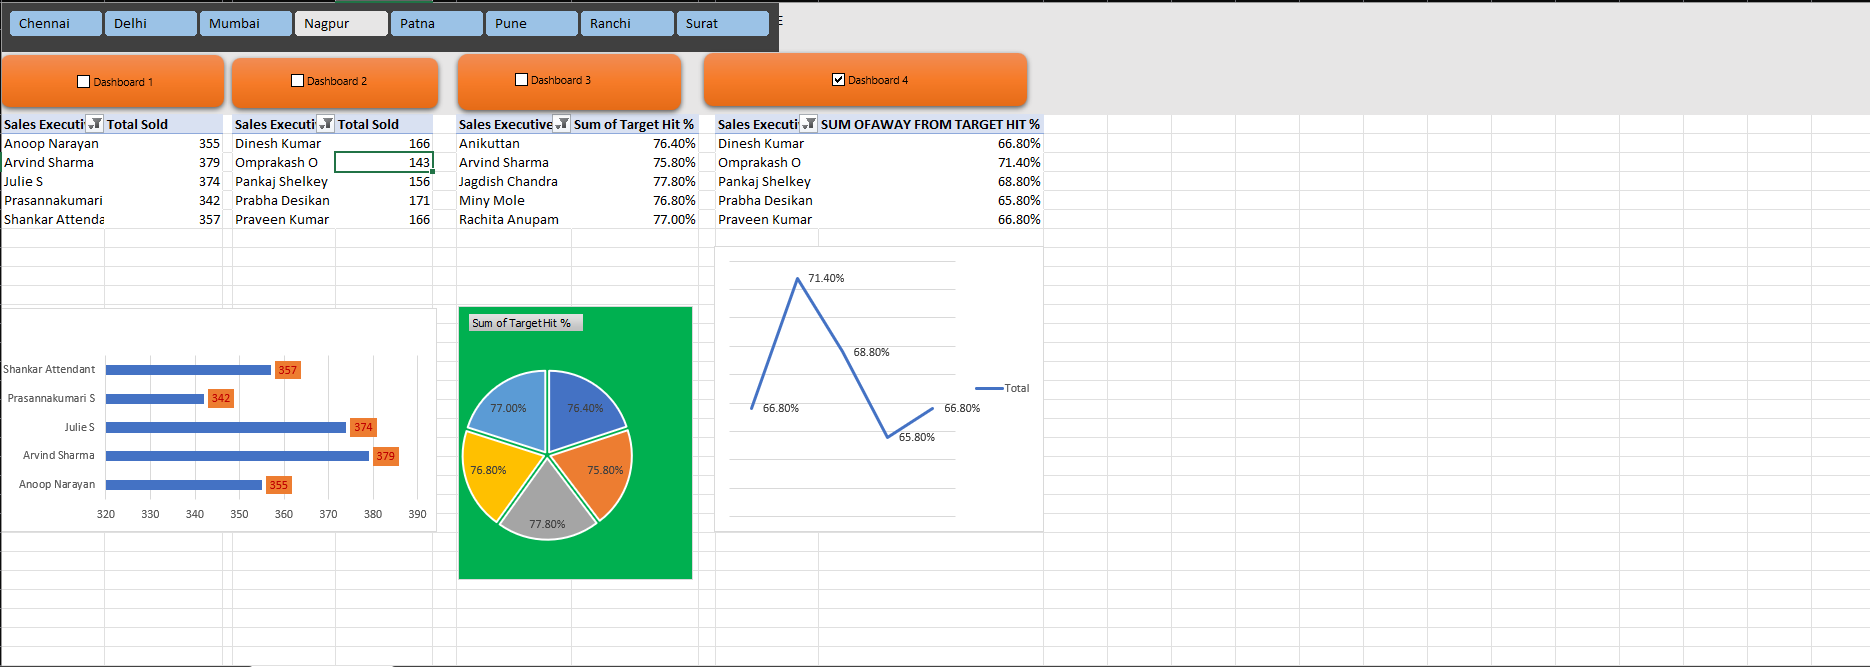 Chennai Delhi Mumbai Nagpur Patna Pune Ranchi Surat
Dashboard 1 Dashboard 2 Dashboard 3 Dashboard 4
Sales Executi Total Sold
Anoop Narayan 355
Arvind Sharma 379
Julie S 374
Prasannakumari 342
Shankar Attenda 357
Sales Executi Total Sold
Dinesh Kumar 166
Omprakash O 143
Pankaj Shelkey 156
Prabha Desikan 171
Praveen Kumar 166
Sales Executive Sum of Target Hit %
Anikuttan 76.40%
Arvind Sharma 75.80%
Jagdish Chandra 77.80%
Miny Mole 76.80%
Rachita Anupam 77.00%
Sales Executi SUM OFAWAY FROM TARGET HIT %
Dinesh Kumar 66.80%
Omprakash O 71.40%
Pankaj Shelkey 68.80%
Prabha Desikan 65.80%
Praveen Kumar 66.80%
Shankar Attendant 357
Prasannakumari S 342
Julie S 374
Arvind Sharma 379
Anoop Narayan 355
320 330 340 350 360 370 380 390
Sum of TargetHit %
77.00% 76.40%
76.80% 75.80%
77.80%
71.40%
68.80%
Total
66.80% 66.80%
65.80%